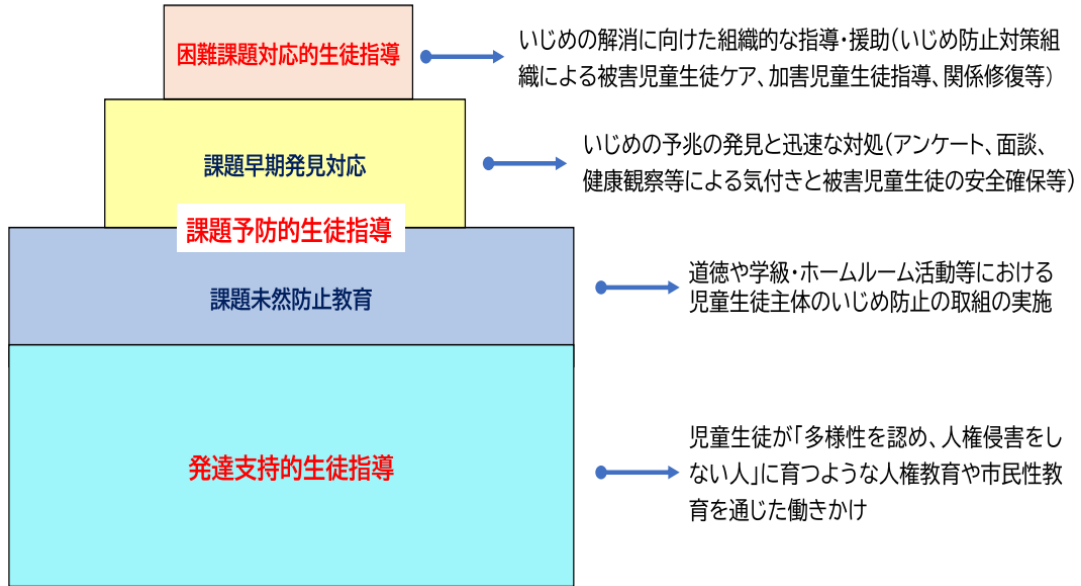 困難課題対応的生徒指導
いじめの解消に向けた組織的な指導・援助(いじめ防止対策組
織による被害児童生徒ケア、加害児童生徒指導、関係修復等)
課題早期発見対応
いじめの予兆の発見と迅速な対処(アンケート、面談、
健康観察等による気付きと被害児童生徒の安全確保等)
課題予防的生徒指導
課題未然防止教育
道徳や学級・ホームルーム活動等における
児童生徒主体のいじめ防止の取組の実施
発達支持的生徒指導
児童生徒が「多様性を認め、人権侵害をし
ない人」に育つような人権教育や市民性教
育を通じた働きかけ